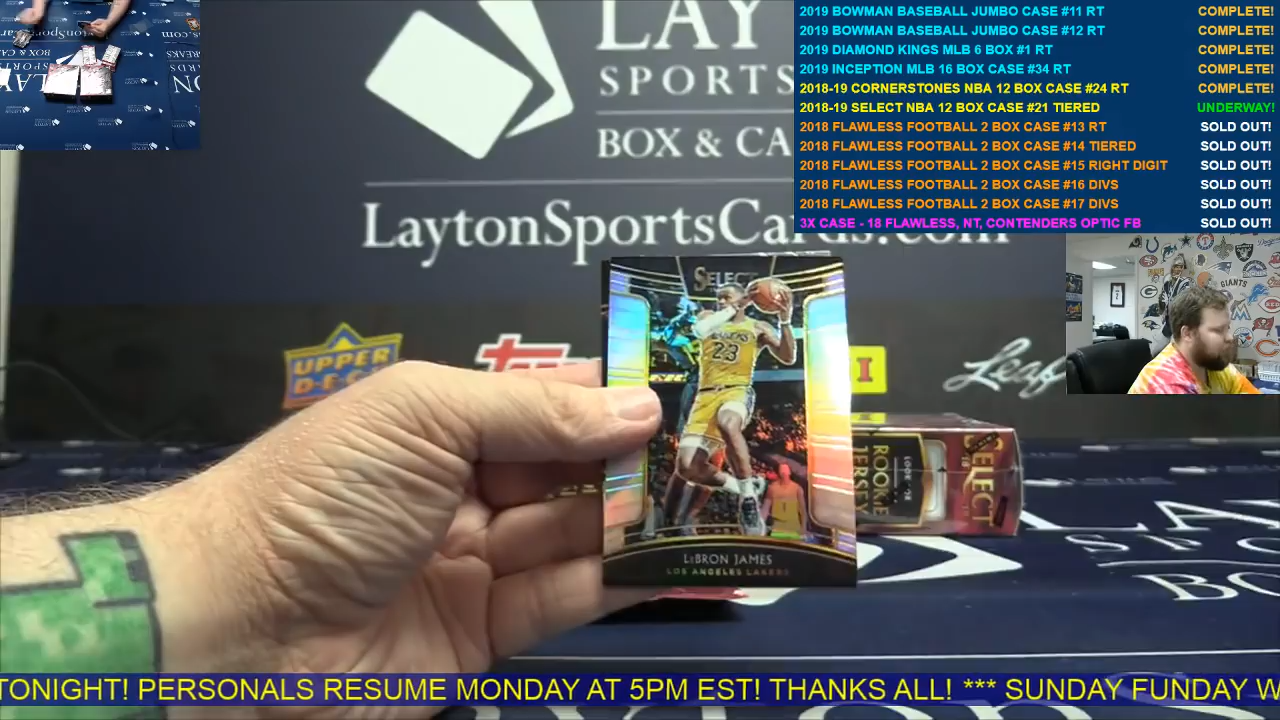 2019 BOWMAN BASEBALL JUMBO CASE #11 RT COMPLETE!
2019 BOWMAN BASEBALL JUMBO CASE #12 RT COMPLETE!
2019 DIAMOND KINGS MLB 6 BOX #1 RT COMPLETE!
2019 INCEPTION MLB 16 BOX CASE #34 RT COMPLETE!
2018-19 CORNERSTONES NBA 12 BOX CASE #24 RT COMPLETE!
2018-19 SELECT NBA 12 BOX CASE #21 TIERED UNDERWAY!
2018 FLAWLESS FOOTBALL 2 BOX CASE #13 RT SOLD OUT!
2018 FLAWLESS FOOTBALL 2 BOX CASE #14 TIERED SOLD OUT!
2018 FLAWLESS FOOTBALL 2 BOX CASE #15 RIGHT DIGIT SOLD OUT!
2018 FLAWLESS FOOTBALL 2 BOX CASE #16 DIVS SOLD OUT!
2018 FLAWLESS FOOTBALL 2 BOX CASE #17 DIVS SOLD OUT!
3X CASE - 18 FLAWLESS, NT, CONTENDERS OPTIC FB SOLD OUT!
LAY
SPORTS
BOX & CA
LaytonSportsCards.com
UPPER
DECK
Topps
Leaf
GIANTS
SELECT
LAKERS
23
LEBRON JAMES
LOS ANGELES LAKERS
ROOKIE
JERSEY
SELECT
TONIGHT! PERSONALS RESUME MONDAY AT 5PM EST! THANKS ALL! *** SUNDAY FUNDAY W